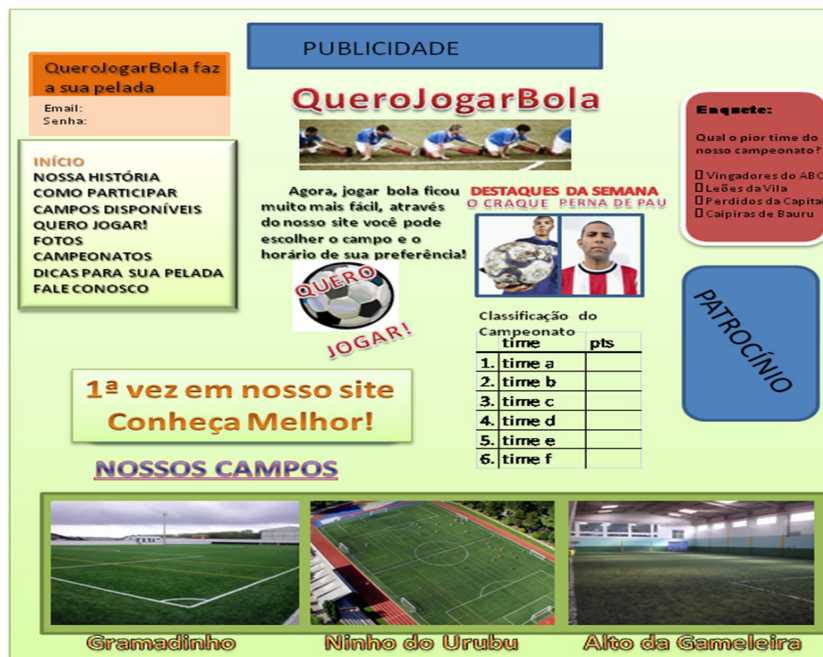 PUBLICIDADE
QueroJogarBola faz
a sua pelada
Email:
Senha:
INÍCIO
NOSSA HISTÓRIA
COMO PARTICIPAR
CAMPOS DISPONÍVEIS
QUERO JOGAR!
FOTOS
CAMPEONATOS
DICAS PARA SUA PELADA
FALE CONOSCO
QueroJogarBola
Agora, jogar bola ficou
muito mais fácil, através
do nosso site você pode
escolher o campo e o
horário de sua preferência!
QUERO
JOGAR!
DESTAQUES DA SEMANA
O CRAQUE PERNA DE PAU
Classificação do
Campeonato
time pts
1. time a
2. time b
3. time c
4. time d
5. time e
6. time f
Enquete:
Qual o pior time do
nosso campeonato?
Vingadores do ABC
Leões da Vila
Perdidos da Capital
Caipiras de Bauru
PATROCÍNIO
1ª vez em nosso site
Conheça Melhor!
NOSSOS CAMPOS
Gramadinho
Ninho do Urubu
Alto da Gameleira